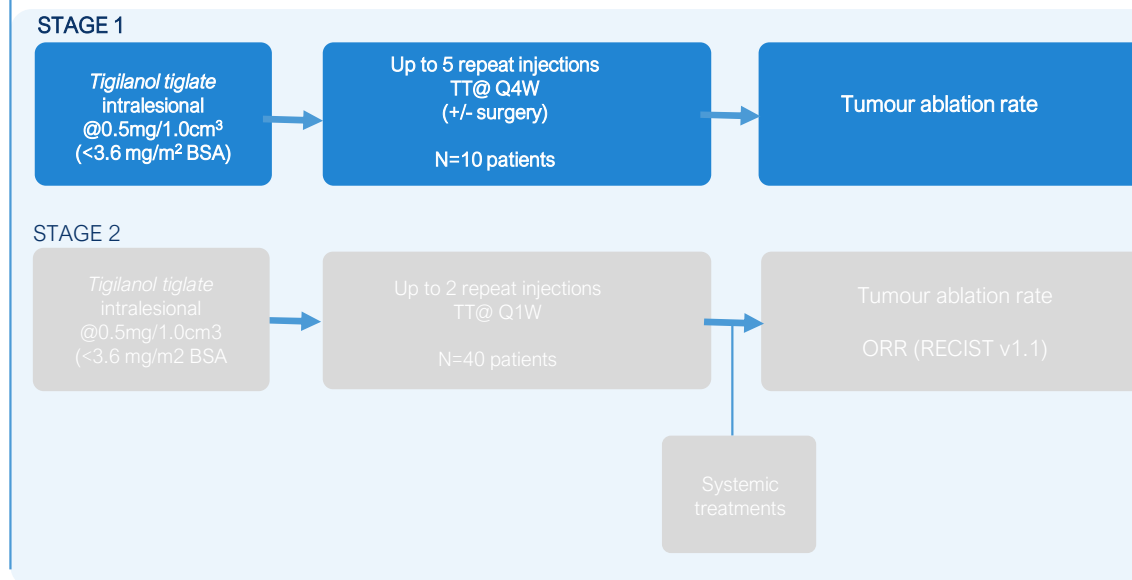 STAGE 1
Tigilanol tiglate
intralesional
@0.5mg/1.0cm³
(<3.6 mg/m² BSA)
Up to 5 repeat injections
TT@ Q4W
(+/- surgery)
N=10 patients
Tumour ablation rate
STAGE 2
Tigilanol tiglate
intralesional
@0.5mg/1.0cm3
(<3.6 mg/m2 BSA
Up to 2 repeat injections
TT@ Q1W
N=40 patients
Tumour ablation rate
ORR (RECIST v1.1)
Systemic
treatments